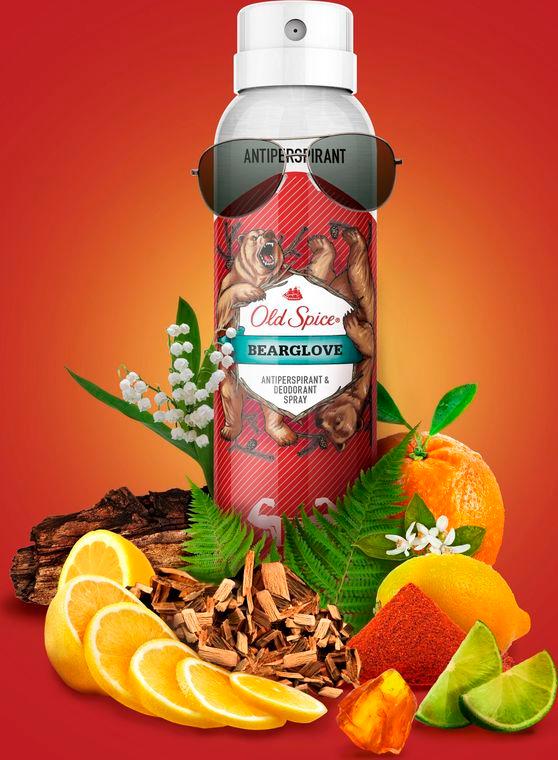 ANTIPERSPIRANT
Old Spice®
BEARGLOVE
ANTIPERSPIRANT &
DEODORANT
SPRAY